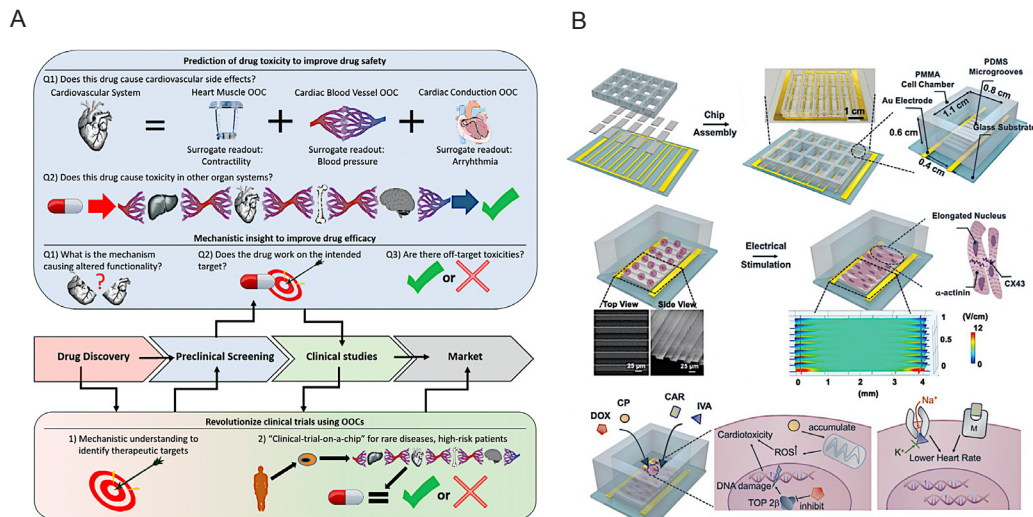 A
Prediction of drug toxicity to improve drug safety
Q1) Does this drug cause cardiovascular side effects?
Cardiovascular System
Heart Muscle OOC
Cardiac Blood Vessel OOC
Cardiac Conduction OOC
=
+
+
Surrogate readout:
Contractility
Surrogate readout:
Blood pressure
Surrogate readout:
Arryhthmia
Q2) Does this drug cause toxicity in other organ systems?
Mechanistic insight to improve drug efficacy
Q1) What is the mechanism
causing altered functionality?
Q2) Does the drug work on the intended
target?
Q3) Are there off-target toxicities?
?
or
Drug Discovery
Preclinical Screening
Clinical studies
Market
Revolutionize clinical trials using OOCs
1) Mechanistic understanding to
identify therapeutic targets
2) “Clinical-trial-on-a-chip” for rare diseases, high-risk patients
=
or
B
Chip
Assembly
1 cm
PMMA
Cell Chamber
PDMS
Microgrooves
Au Electrode
0.8 cm
1.1 cm
0.6 cm
0.4 cm
Glass Substrate
Electrical
Stimulation
Elongated Nucleus
CX43
α-actinin
Top View
Side View
25 µm
25 µm
(V/cm)
12
0
1
0.5
0
0
1
2
3
4
(mm)
DOX
CP
CAR
IVA
Cardiotoxicity
accumulate
ROS
DNA damage
TOP 2β
inhibit
Na⁺
K⁺
M
Lower Heart Rate